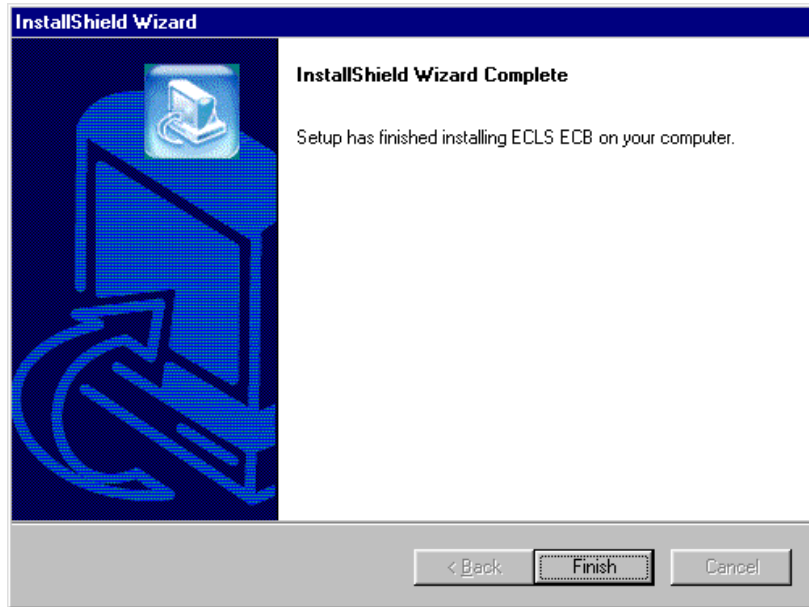 InstallShield Wizard
InstallShield Wizard Complete
Setup has finished installing ECLS ECB on your computer.
< Back
Finish
Cancel